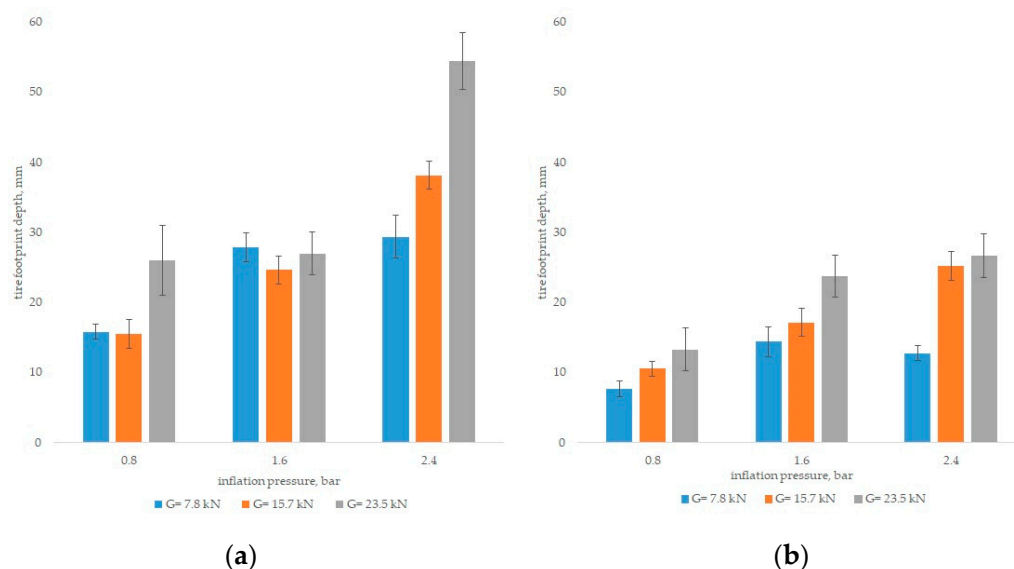 60
50
40
30
20
10
0
tire footprint depth, mm
0.8 1.6 2.4
inflation pressure, bar
G= 7.8 kN G= 15.7 kN G= 23.5 kN
(a)
60
50
40
30
20
10
0
tire footprint depth, mm
0.8 1.6 2.4
inflation pressure, bar
G= 7.8 kN G= 15.7 kN G= 23.5 kN
(b)